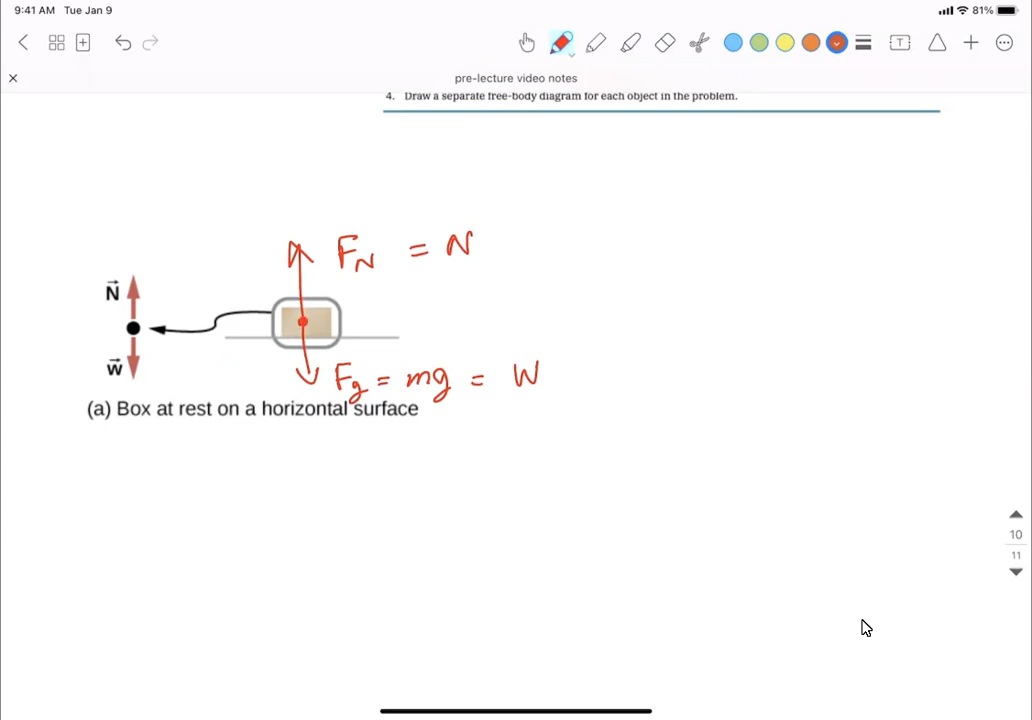 9:41 AM Tue Jan 9
81%
T
pre-lecture video notes
4. Draw a separate free-body diagram for each object in the problem.
F_N = N
N⃗
w⃗
F_g = mg = W
(a) Box at rest on a horizontal surface
10
11